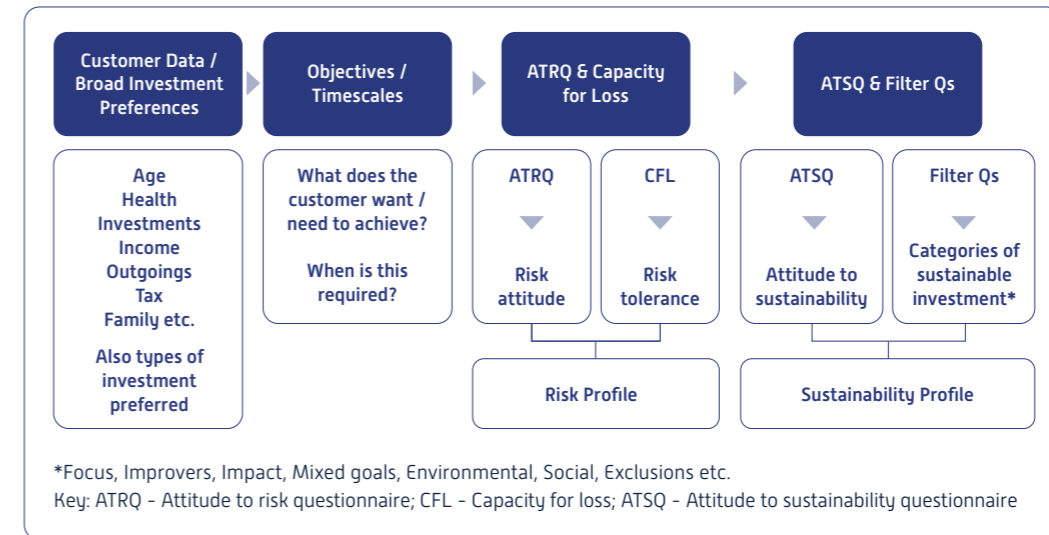 Customer Data /
Broad Investment
Preferences
Objectives /
Timescales
ATRQ & Capacity
for Loss
ATSQ & Filter Qs
Age
Health
Investments
Income
Outgoings
Tax
Family etc.
Also types of
investment
preferred
What does the
customer want /
need to achieve?
When is this
required?
ATRQ
Risk
attitude
CFL
Risk
tolerance
Risk Profile
ATSQ
Attitude to
sustainability
Filter Qs
Categories of
sustainable
investment*
Sustainability Profile
*Focus, Improvers, Impact, Mixed goals, Environmental, Social, Exclusions etc.
Key: ATRQ - Attitude to risk questionnaire; CFL - Capacity for loss; ATSQ - Attitude to sustainability questionnaire